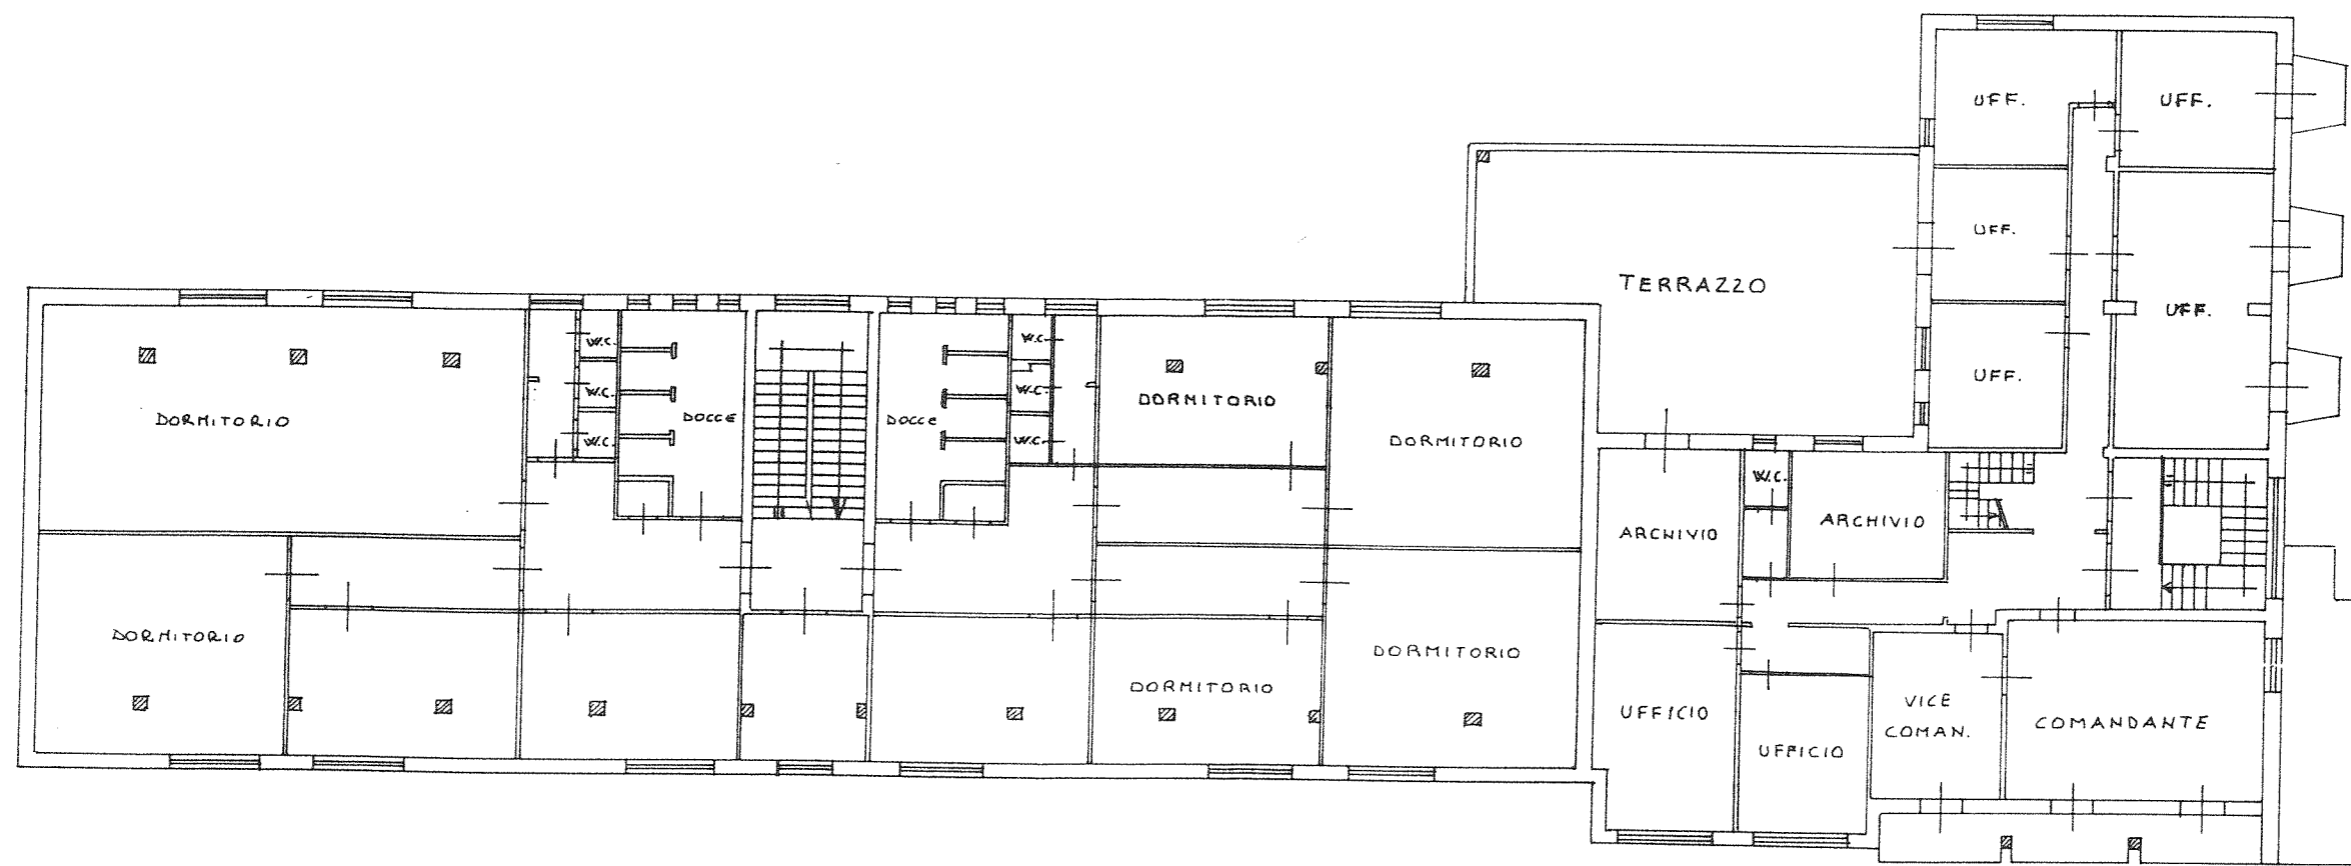 UFF.
UFF.
UFF.
TERRAZZO
UFF.
UFF.
W.C.
W.C.
W.C.
DOCCE
DOCCE
W.C.
W.C.
W.C.
DORMITORIO
DORMITORIO
DORMITORIO
W.C.
ARCHIVIO
ARCHIVIO
DORMITORIO
DORMITORIO
DORMITORIO
UFFICIO
UFFICIO
VICE
COMAN.
COMANDANTE